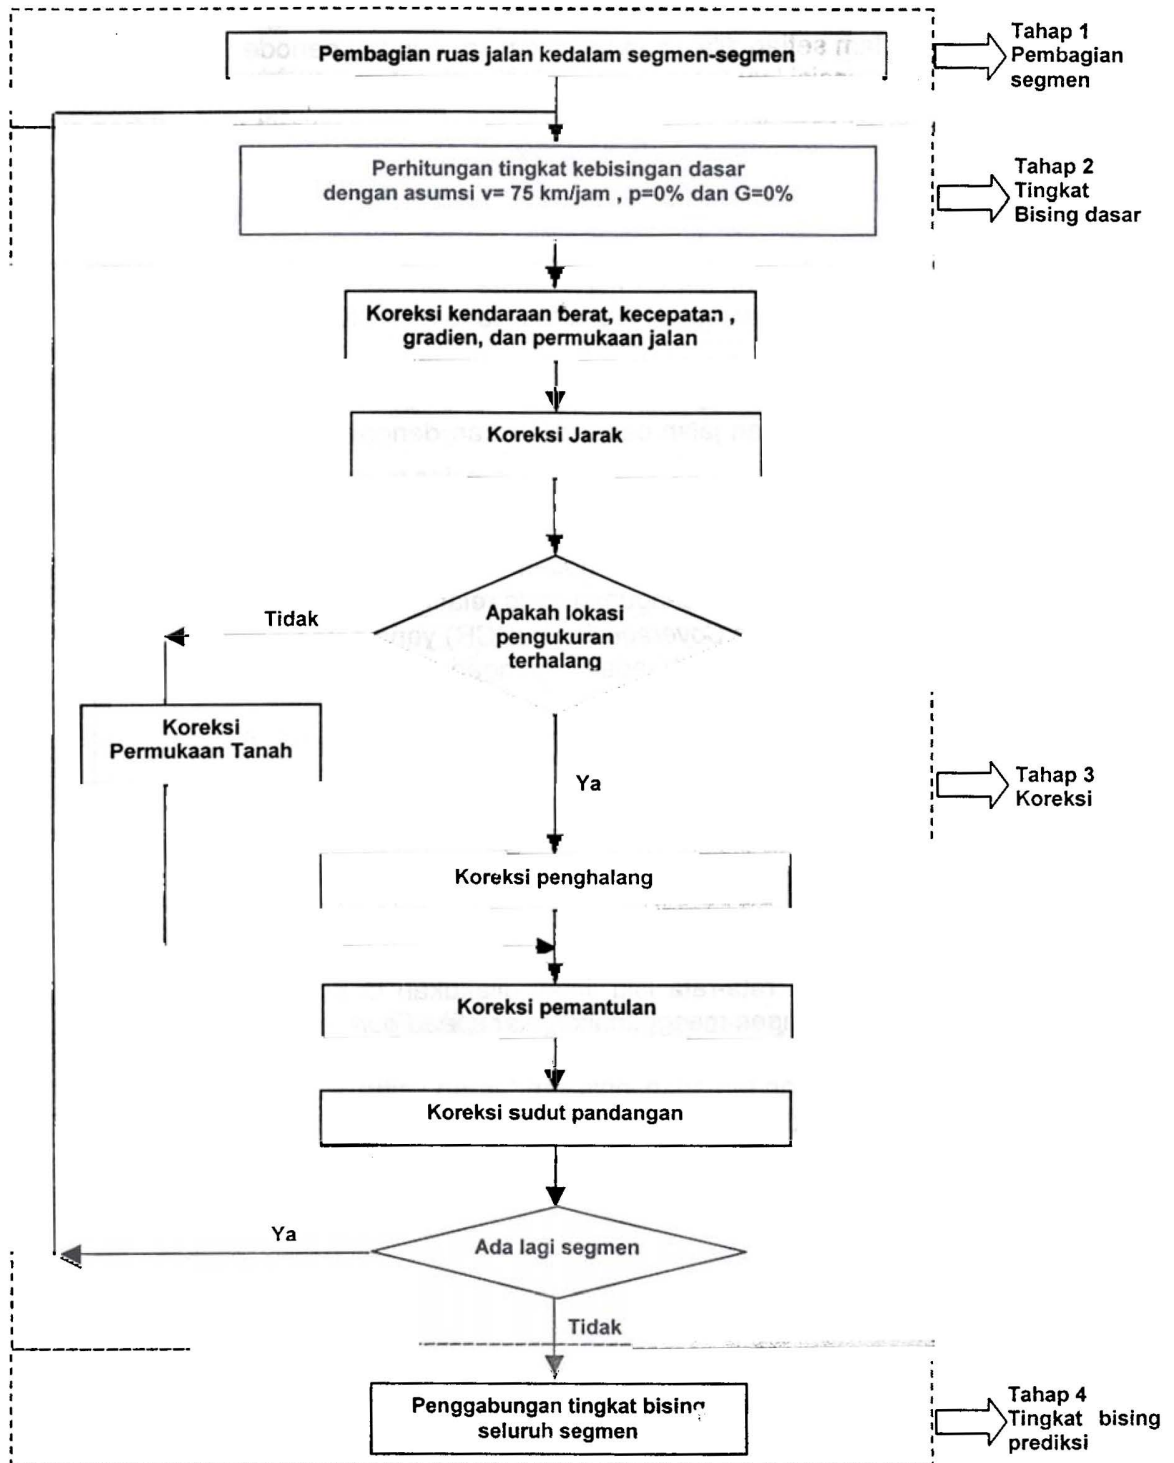 Pembagian ruas jalan kedalam segmen-segmen
Tahap 1
Pembagian
segmen
Perhitungan tingkat kebisingan dasar
dengan asumsi v= 75 km/jam , p=0% dan G=0%
Tahap 2
Tingkat
Bising dasar
Koreksi kendaraan berat, kecepatan ,
gradien, dan permukaan jalan
Koreksi Jarak
Apakah lokasi
pengukuran
terhalang
Tidak
Koreksi
Permukaan Tanah
Ya
Tahap 3
Koreksi
Koreksi penghalang
Koreksi pemantulan
Koreksi sudut pandangan
Ya
Ada lagi segmen
Tidak
Penggabungan tingkat bising
seluruh segmen
Tahap 4
Tingkat bising
prediksi